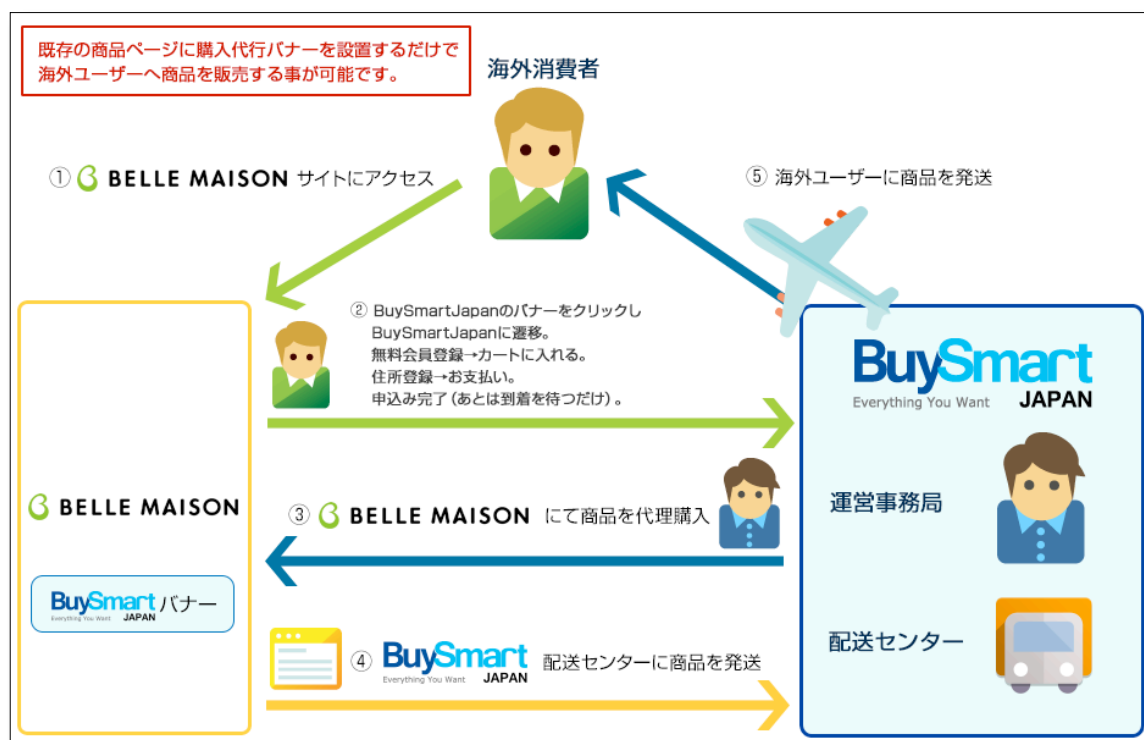 既存の商品ページに購入代行バナーを設置するだけで
海外ユーザーへ商品を販売する事が可能です。
海外消費者
① BELLE MAISON サイトにアクセス
⑤ 海外ユーザーに商品を発送
② BuySmartJapanのバナーをクリックし
BuySmartJapanに遷移。
無料会員登録→カートに入れる。
住所登録→お支払い。
申込み完了(あとは到着を待つだけ)。
BuySmart
Everything You Want JAPAN
運営事務局
配送センター
BELLE MAISON
③ BELLE MAISON にて商品を代理購入
BuySmart バナー
Everything You Want JAPAN
④ BuySmart 配送センターに商品を発送
Everything You Want JAPAN